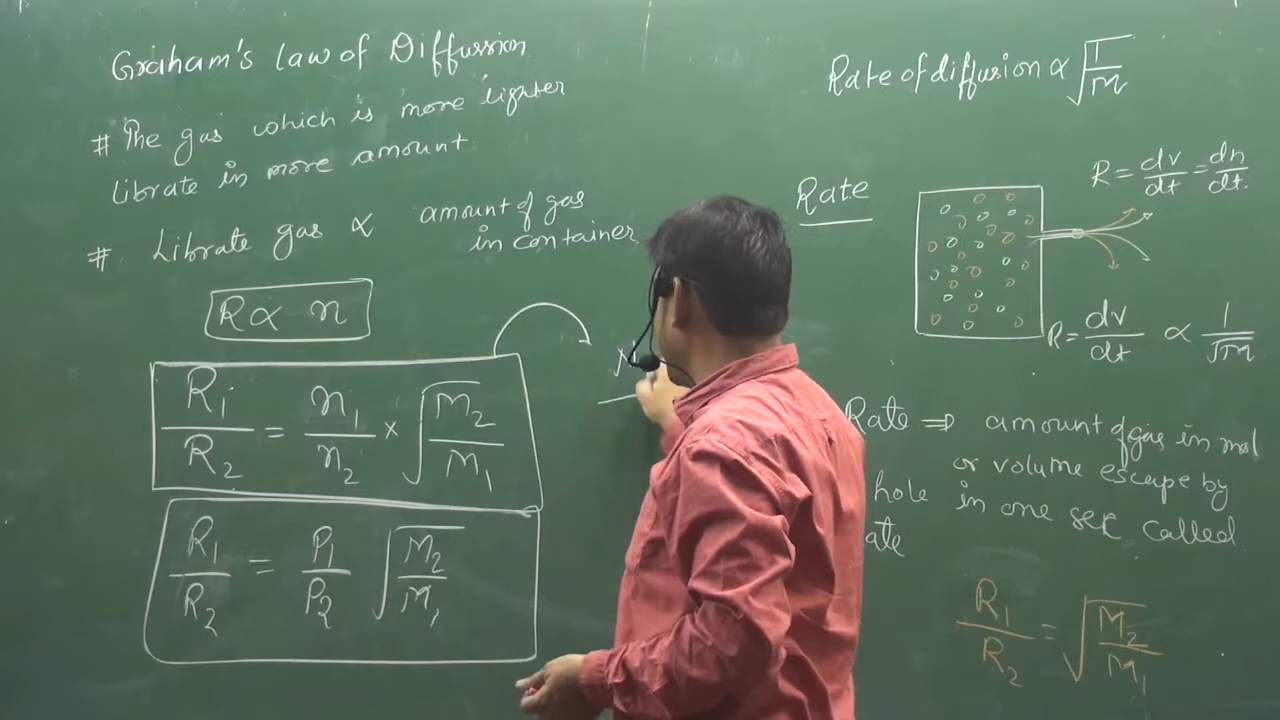 Graham's Law of Diffussion
# The gas which is more lighter
librate in more amount
# Librate gas ∝ amount of gas
in container
R ∝ n
R₁/R₂ = n₁/n₂ × √(M₂/M₁)
R₁/R₂ = P₁/P₂ √(M₂/M₁)
Rate of diffusion ∝ √(1/M)
Rate
R = dv/dt = dn/dt.
R = dv/dt ∝ 1/√M
Rate ⇒ amount of gas in mol
or volume escape by
hole in one sec called
R₁/R₂ = √(M₂/M₁)